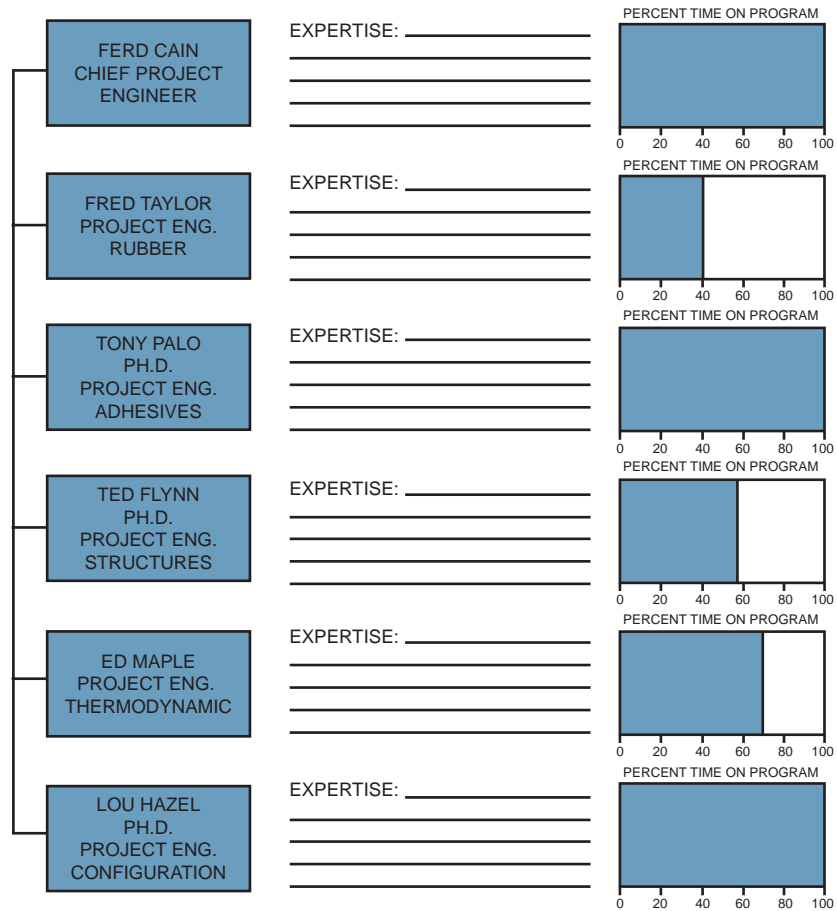 PERCENT TIME ON PROGRAM
FERD CAIN
CHIEF PROJECT
ENGINEER
EXPERTISE:
0 20 40 60 80 100
PERCENT TIME ON PROGRAM
FRED TAYLOR
PROJECT ENG.
RUBBER
EXPERTISE:
0 20 40 60 80 100
PERCENT TIME ON PROGRAM
TONY PALO
PH.D.
PROJECT ENG.
ADHESIVES
EXPERTISE:
0 20 40 60 80 100
PERCENT TIME ON PROGRAM
TED FLYNN
PH.D.
PROJECT ENG.
STRUCTURES
EXPERTISE:
0 20 40 60 80 100
PERCENT TIME ON PROGRAM
ED MAPLE
PROJECT ENG.
THERMODYNAMIC
EXPERTISE:
0 20 40 60 80 100
PERCENT TIME ON PROGRAM
LOU HAZEL
PH.D.
PROJECT ENG.
CONFIGURATION
EXPERTISE:
0 20 40 60 80 100